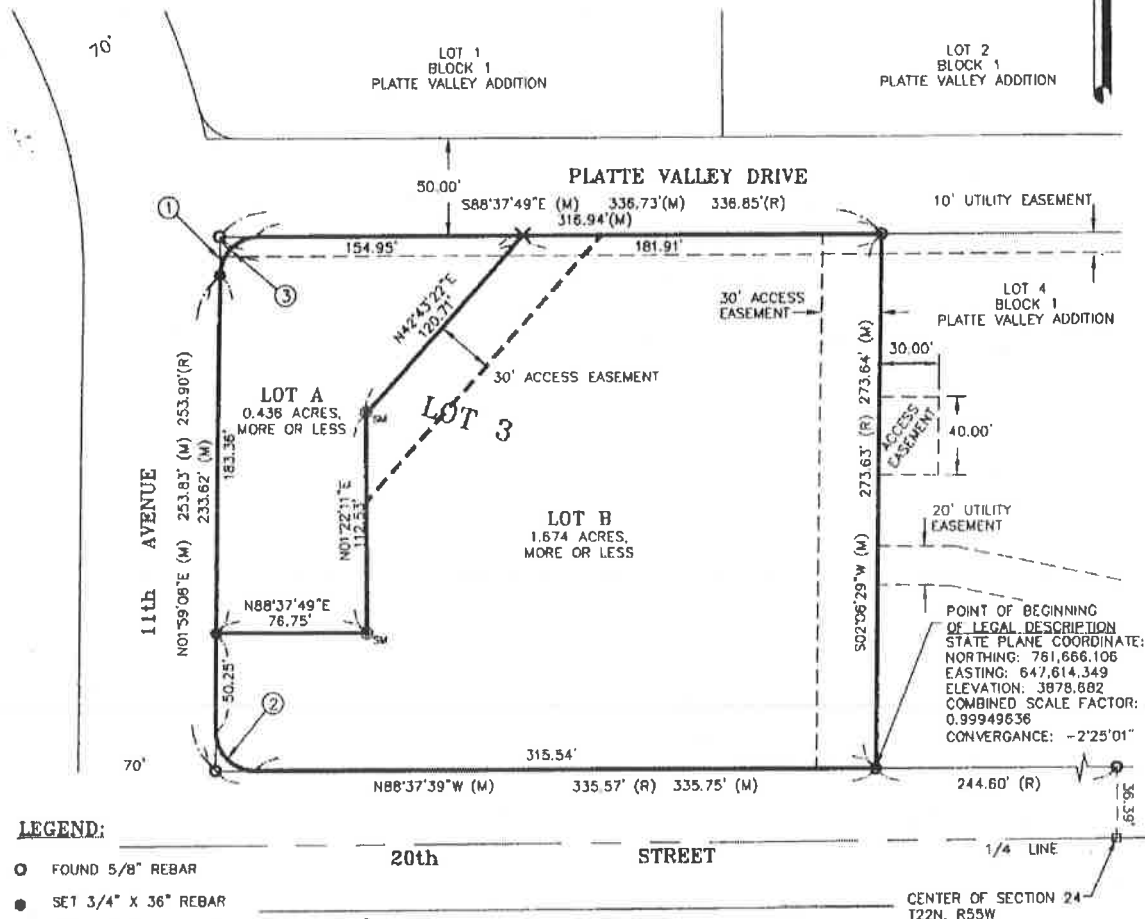 70'
LOT 1
BLOCK 1
PLATTE VALLEY ADDITION
LOT 2
BLOCK 1
PLATTE VALLEY ADDITION
50.00'
PLATTE VALLEY DRIVE
S88°37'49"E (M) 336.73'(M) 336.85'(R)
316.94'(M)
10' UTILITY EASEMENT
1
154.95'
181.91'
3
30' ACCESS
EASEMENT
LOT 4
BLOCK 1
PLATTE VALLEY ADDITION
N42°43'22"E
120.71'
30' ACCESS EASEMENT
30.00'
ACCESS
EASEMENT
40.00'
LOT A
0.436 ACRES,
MORE OR LESS
SM
LOT 3
11th AVENUE
N01°59'08"E (M) 253.83' (M) 253.90'(R)
233.62' (M)
183.36'
N01°22'11"E
112.53'
LOT B
1.674 ACRES,
MORE OR LESS
S02°06'29"W (M) 273.63' (R) 273.64' (M)
20' UTILITY
EASEMENT
N88°37'49"E
76.75'
SM
50.25'
2
POINT OF BEGINNING
OF LEGAL DESCRIPTION
STATE PLANE COORDINATE:
NORTHING: 761,666.106
EASTING: 647,614.349
ELEVATION: 3878.682
COMBINED SCALE FACTOR:
0.99949636
CONVERGANCE: -2°25'01"
70'
315.54'
N88°37'39"W (M) 335.57' (R) 335.75' (M)
244.60' (R)
36.39'
LEGEND:
20th STREET
1/4 LINE
FOUND 5/8" REBAR
SET 3/4" X 36" REBAR
CENTER OF SECTION 24
T22N, R55W